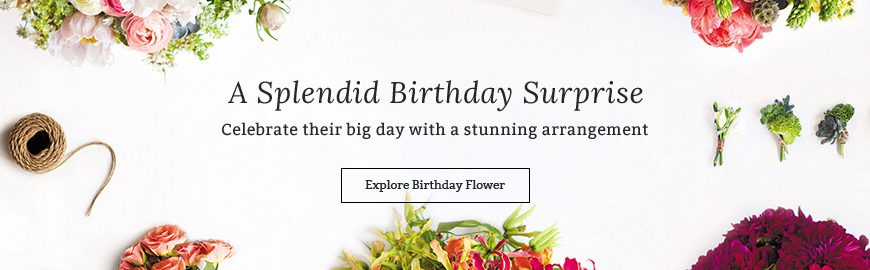 A Splendid Birthday Surprise
Celebrate their big day with a stunning arrangement
Explore Birthday Flower